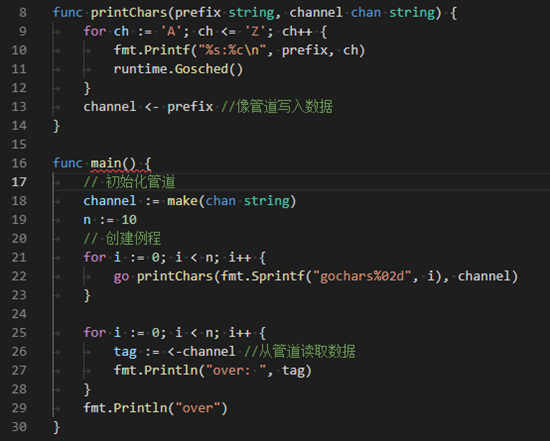 8 func printChars(prefix string, channel chan string) {
9 for ch := 'A'; ch <= 'Z'; ch++ {
10 fmt.Printf("%s:%c\n", prefix, ch)
11 runtime.Gosched()
12 }
13 channel <- prefix //像管道写入数据
14 }
15
16 func main() {
17 // 初始化管道
18 channel := make(chan string)
19 n := 10
20 // 创建例程
21 for i := 0; i < n; i++ {
22 go printChars(fmt.Sprintf("gochars%02d", i), channel)
23 }
24
25 for i := 0; i < n; i++ {
26 tag := <-channel //从管道读取数据
27 fmt.Println("over: ", tag)
28 }
29 fmt.Println("over")
30 }